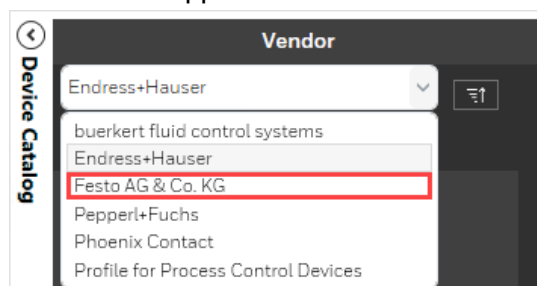 Vendor
Device Catalog
Endress+Hauser
buerkert fluid control systems
Endress+Hauser
Festo AG & Co. KG
Pepperl+Fuchs
Phoenix Contact
Profile for Process Control Devices